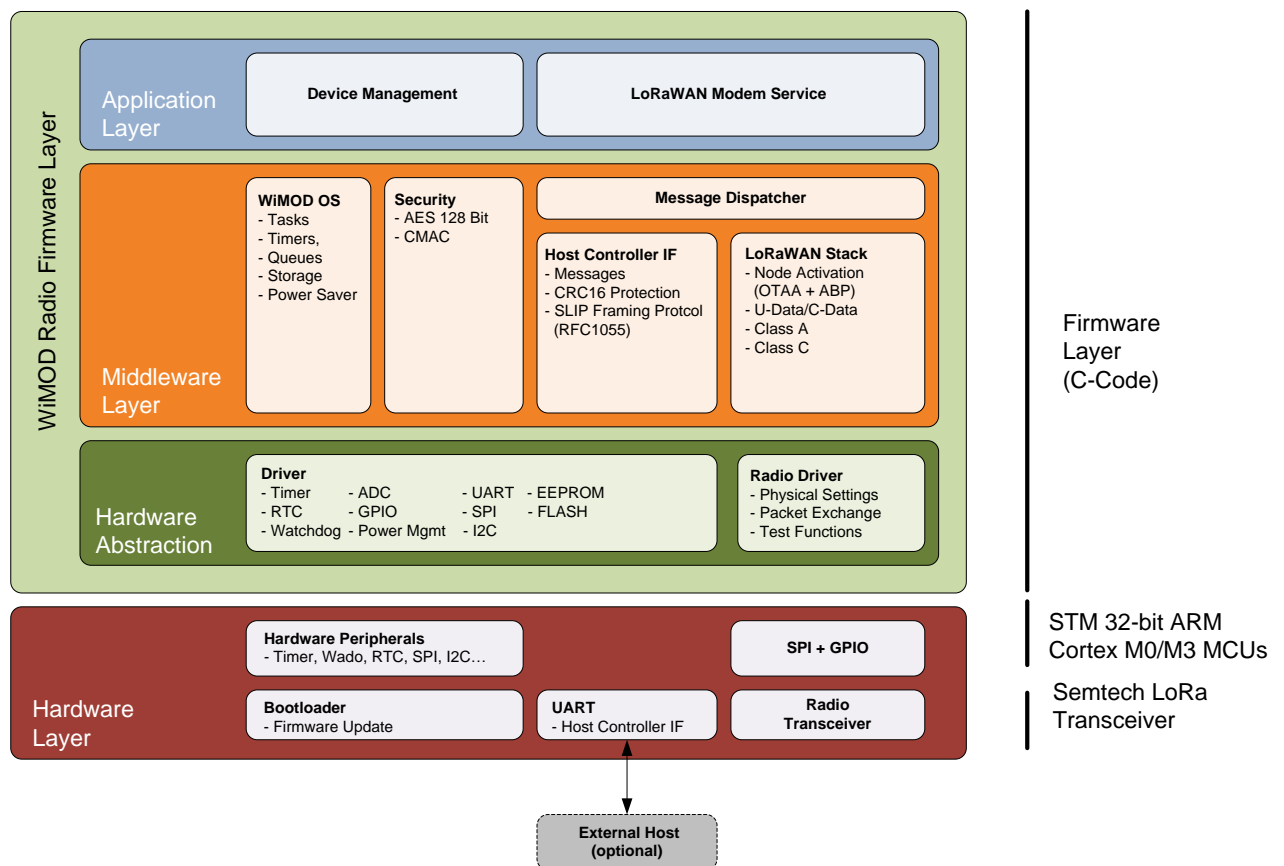 WiMOD Radio Firmware Layer
Application
Layer
Device Management
LoRaWAN Modem Service
Middleware
Layer
WiMOD OS
- Tasks
- Timers,
- Queues
- Storage
- Power Saver
Security
- AES 128 Bit
- CMAC
Message Dispatcher
Host Controller IF
- Messages
- CRC16 Protection
- SLIP Framing Protcol
(RFC1055)
LoRaWAN Stack
- Node Activation
(OTAA + ABP)
- U-Data/C-Data
- Class A
- Class C
Hardware
Abstraction
Driver
- Timer
- RTC
- Watchdog
- ADC
- GPIO
- Power Mgmt
- UART
- SPI
- I2C
- EEPROM
- FLASH
Radio Driver
- Physical Settings
- Packet Exchange
- Test Functions
Firmware
Layer
(C-Code)
Hardware
Layer
Hardware Peripherals
- Timer, Wado, RTC, SPI, I2C…
SPI + GPIO
Bootloader
- Firmware Update
UART
- Host Controller IF
Radio
Transceiver
STM 32-bit ARM
Cortex M0/M3 MCUs
Semtech LoRa
Transceiver
External Host
(optional)